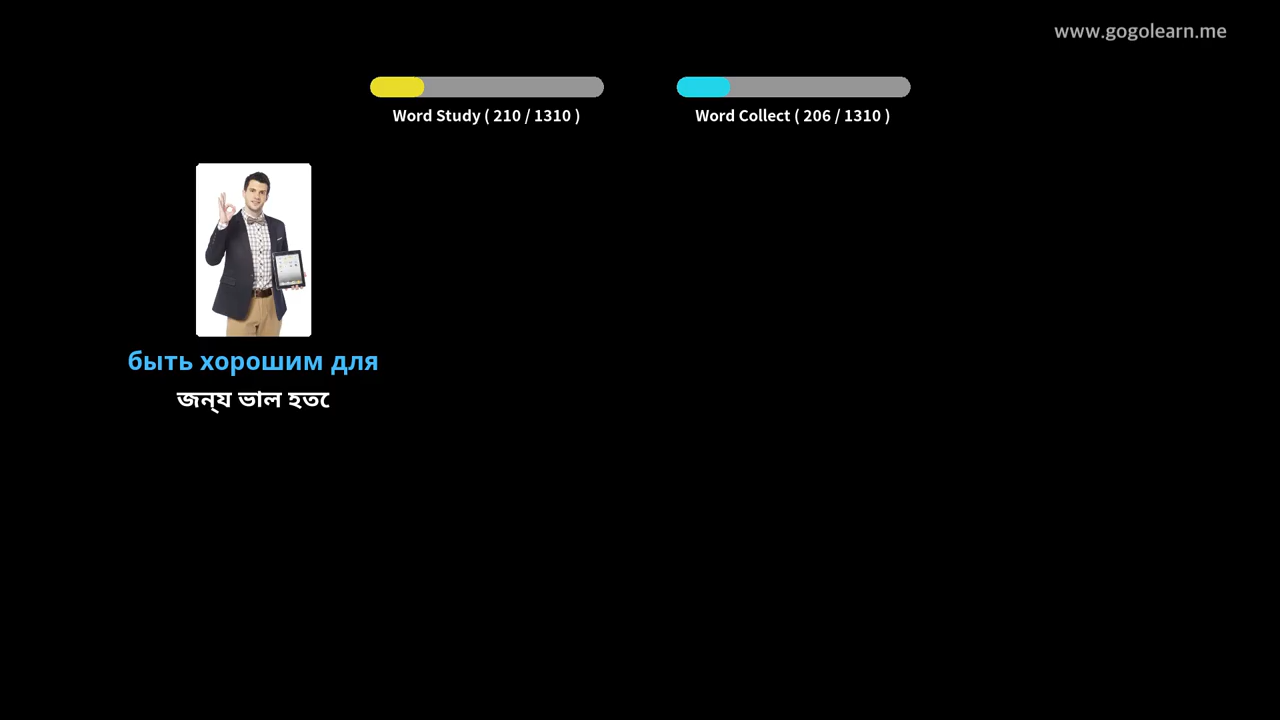 www.gogolearn.me
Word Study ( 210 / 1310 )
Word Collect ( 206 / 1310 )
быть хорошим для
জন্য ভাল হতে